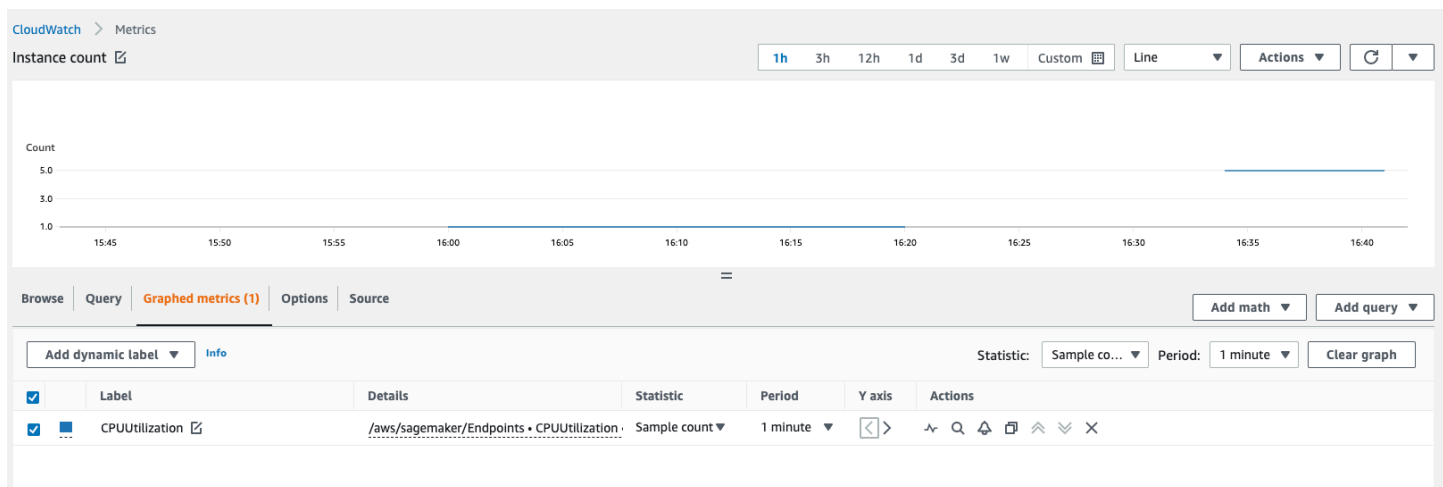 CloudWatch > Metrics
Instance count
1h 3h 12h 1d 3d 1w Custom Line Actions
Count
5.0
3.0
1.0
15:45 15:50 15:55 16:00 16:05 16:10 16:15 16:20 16:25 16:30 16:35 16:40
Browse Query Graphed metrics (1) Options Source
Add math Add query
Add dynamic label Info Statistic: Sample co... Period: 1 minute Clear graph
Label Details Statistic Period Y axis Actions
CPUUtilization /aws/sagemaker/Endpoints • CPUUtilization • Sample count 1 minute < >